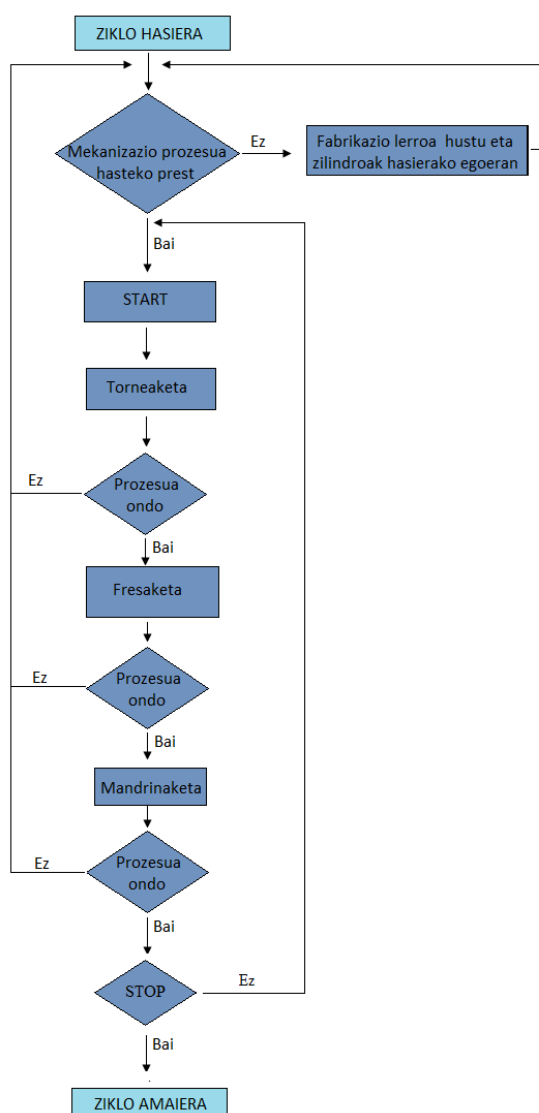 ZIKLO HASIERA
Mekanizazio prozesua
hasteko prest
Ez
Fabrikazio lerroa hustu eta
zilindroak hasierako egoeran
Bai
START
Torneaketa
Prozesua
ondo
Ez
Bai
Fresaketa
Prozesua
ondo
Ez
Bai
Mandrinaketa
Prozesua
ondo
Ez
Bai
STOP
Ez
Bai
ZIKLO AMAIERA